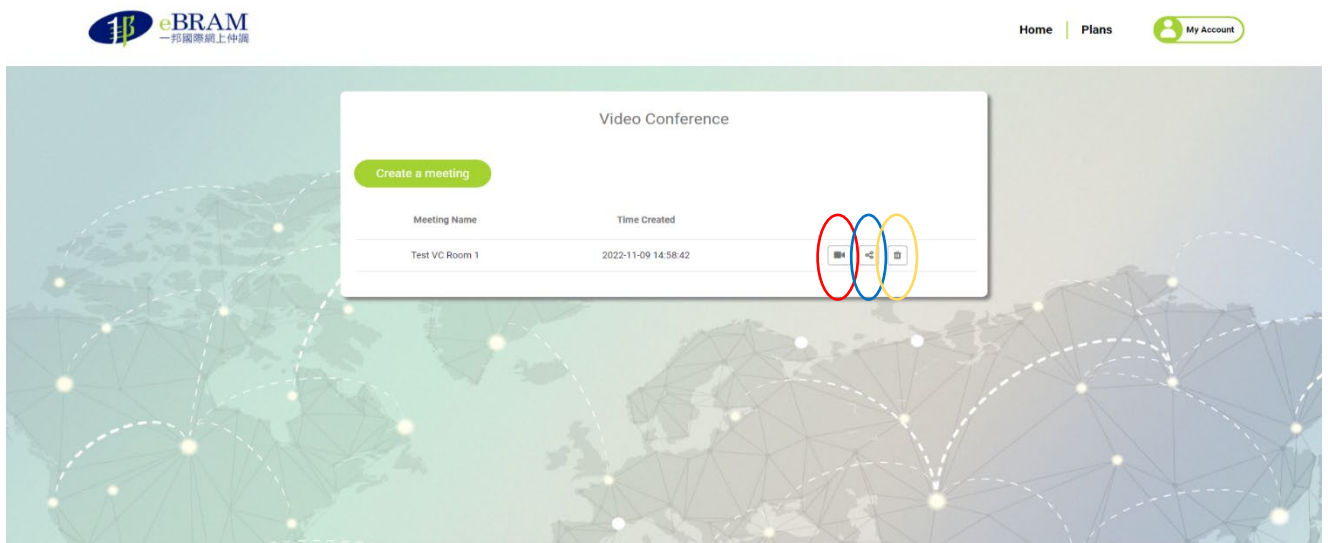 邦 eBRAM
一邦國際網上仲調
Home Plans My Account
Video Conference
Create a meeting
Meeting Name Time Created
Test VC Room 1 2022-11-09 14:58:42